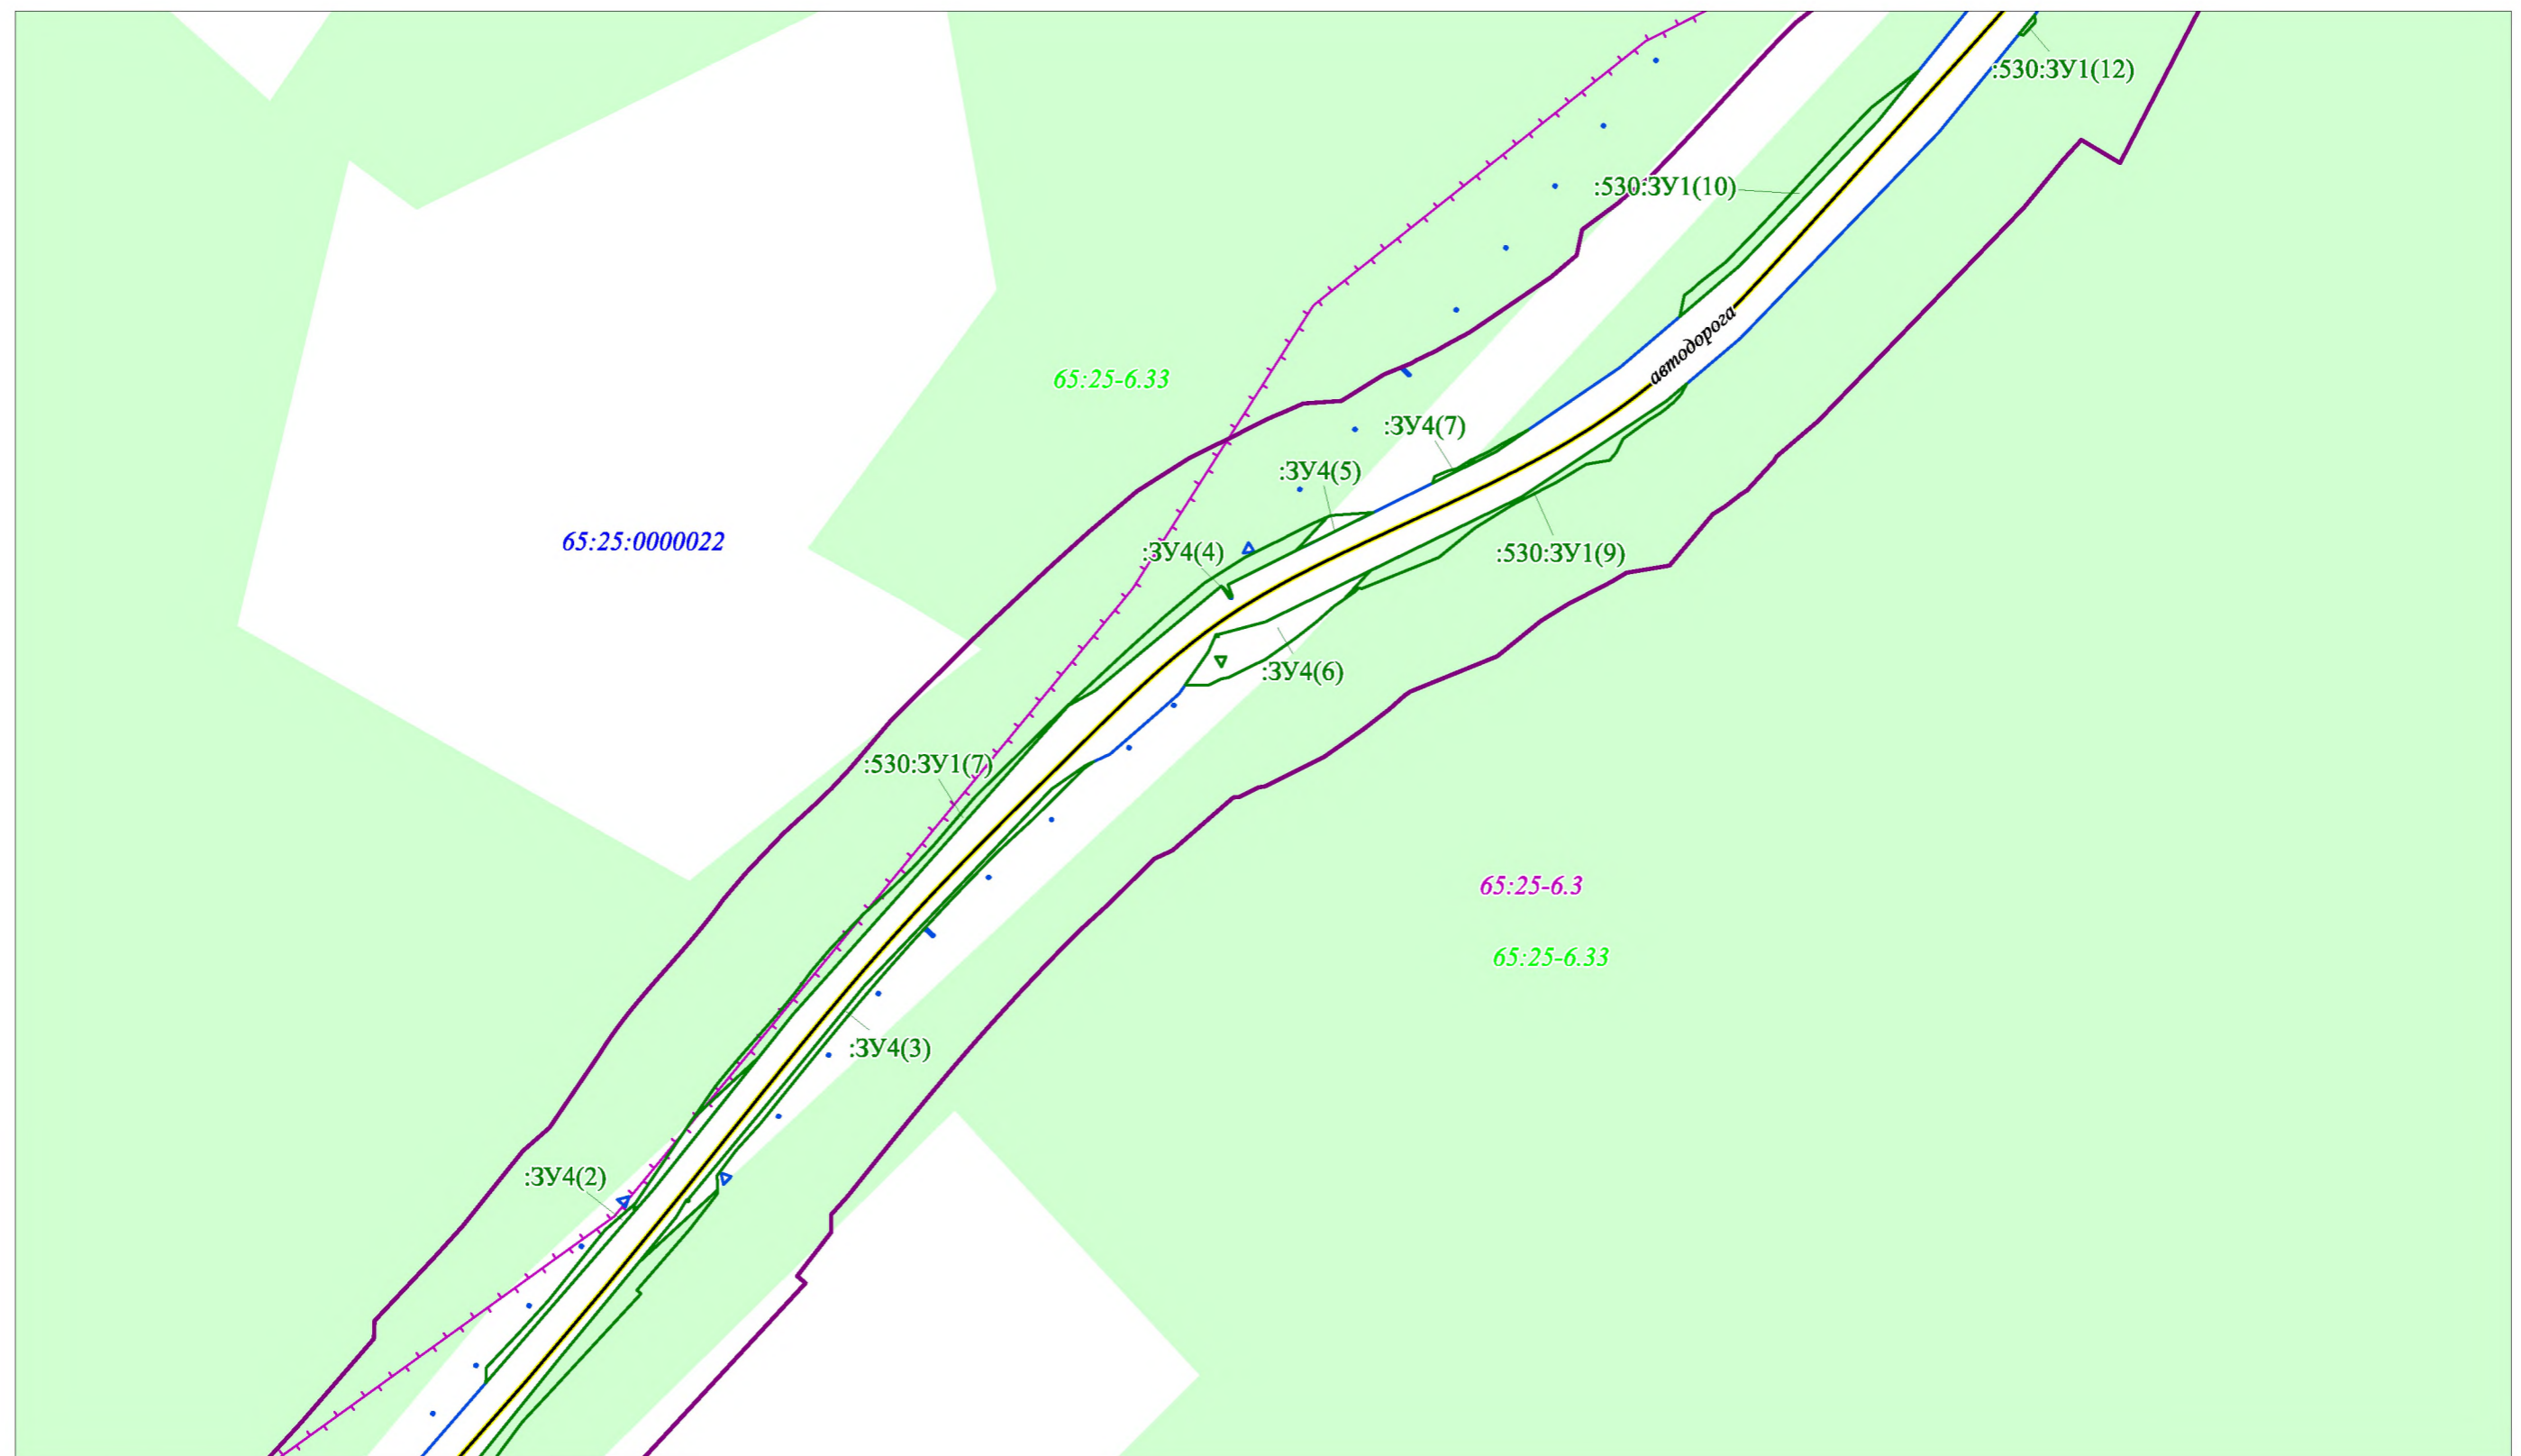 :530:ЗУ1(12)
:530:ЗУ1(10)
автодорога
65:25-6.33
:ЗУ4(7)
:ЗУ4(5)
65:25:0000022
:ЗУ4(4)
:530:ЗУ1(9)
:ЗУ4(6)
:530:ЗУ1(7)
65:25-6.3
65:25-6.33
:ЗУ4(3)
:ЗУ4(2)